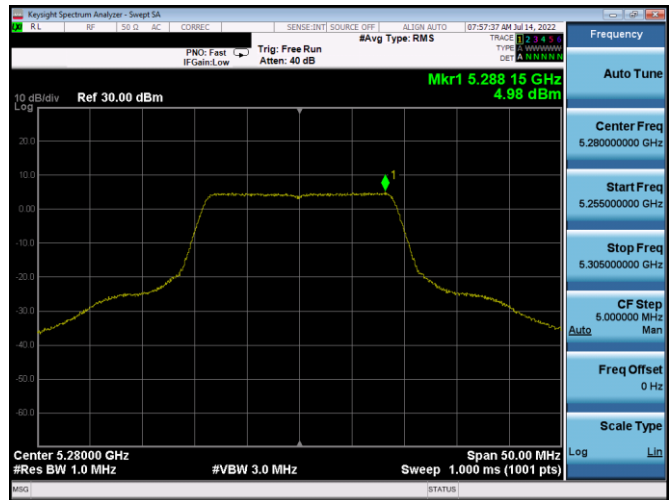 Keysight Spectrum Analyzer - Swept SA
RL RF 50 Ω AC CORREC SENSE:INT SOURCE OFF ALIGN AUTO 07:57:37 AM Jul 14, 2022
#Avg Type: RMS
TRACE 1 2 3 4 5 6
PNO: Fast Trig: Free Run
TYPE A WWWWW
IFGain:Low Atten: 40 dB
DET A N N N N N
Mkr1 5.288 15 GHz
4.98 dBm
10 dB/div Ref 30.00 dBm
Log
1
20.0
10.0
0.00
-10.0
-20.0
-30.0
-40.0
-50.0
-60.0
Center 5.28000 GHz Span 50.00 MHz
#Res BW 1.0 MHz #VBW 3.0 MHz Sweep 1.000 ms (1001 pts)
MSG STATUS
Frequency
Auto Tune
Center Freq
5.280000000 GHz
Start Freq
5.255000000 GHz
Stop Freq
5.305000000 GHz
CF Step
5.000000 MHz
Auto Man
Freq Offset
0 Hz
Scale Type
Log Lin